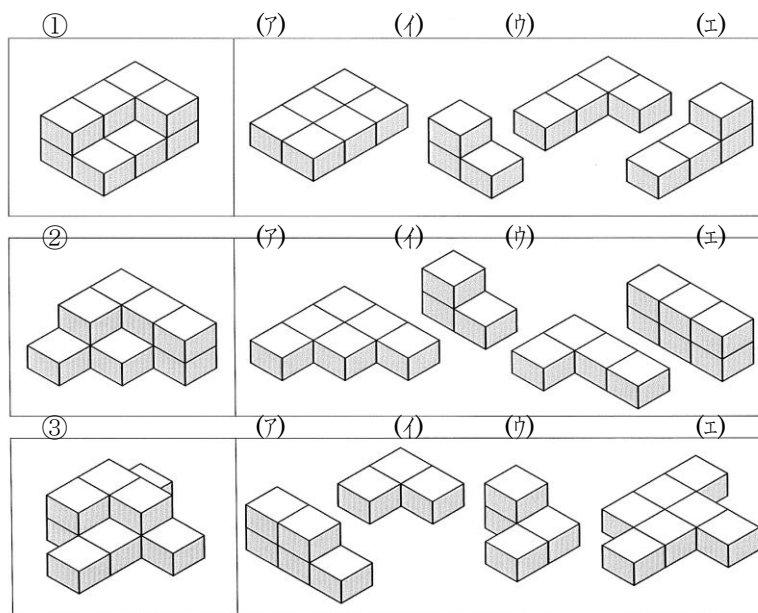 ① (ア) (イ) (ウ) (エ)
② (ア) (イ) (ウ) (エ)
③ (ア) (イ) (ウ) (エ)